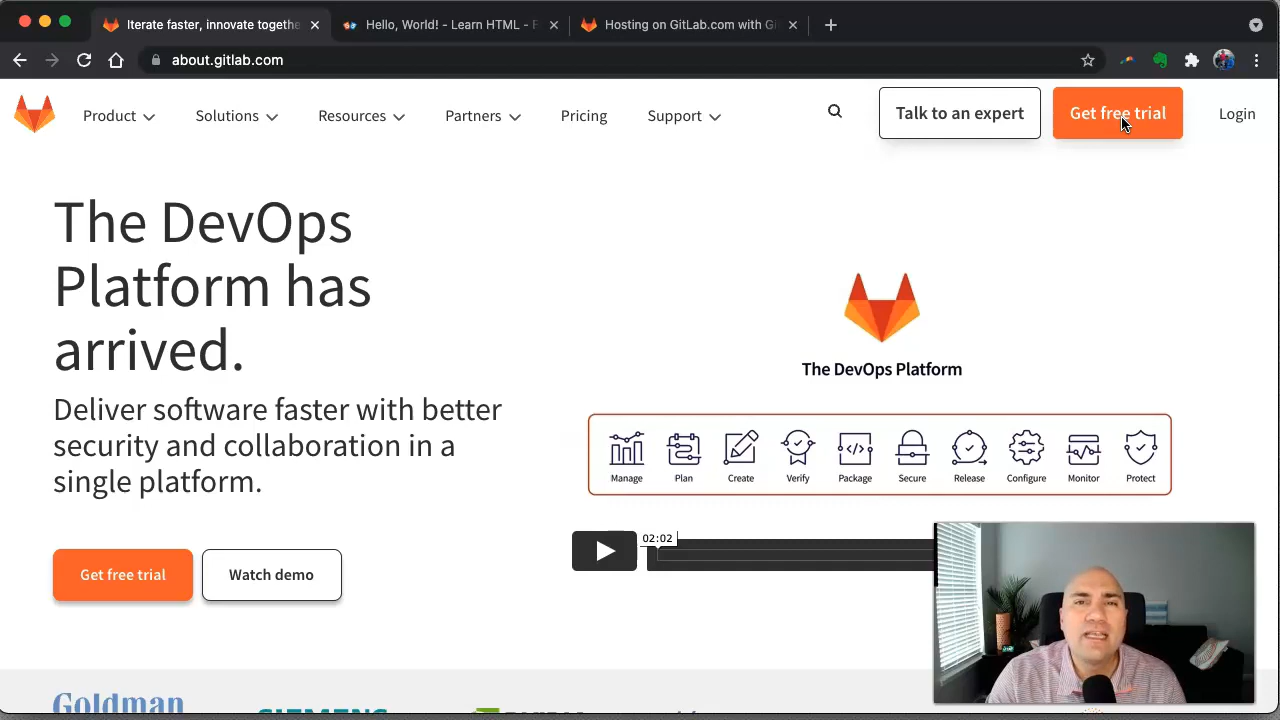 Iterate faster, innovate togethe
Hello, World! - Learn HTML - F
Hosting on GitLab.com with Gi
about.gitlab.com
Product
Solutions
Resources
Partners
Pricing
Support
Talk to an expert
Get free trial
Login
The DevOps
Platform has
arrived.
Deliver software faster with better
security and collaboration in a
single platform.
Get free trial
Watch demo
The DevOps Platform
Manage
Plan
Create
Verify
Package
Secure
Release
Configure
Monitor
Protect
02:02
Goldman
SIEMENS